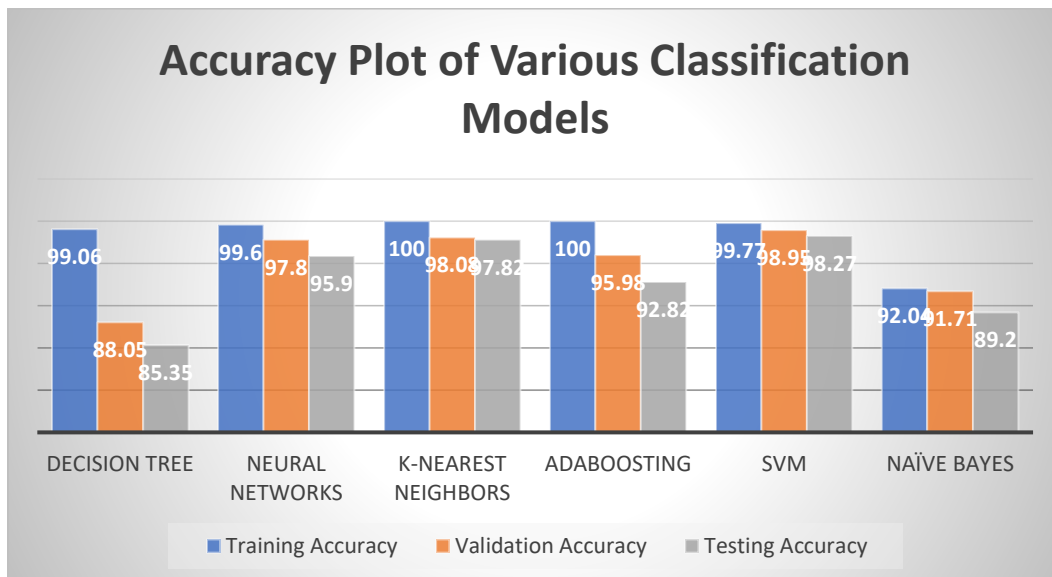 Accuracy Plot of Various Classification
Models
99.06
88.05
85.35
99.6
97.8
95.9
100
98.08
97.82
100
95.98
92.82
99.77
98.95
98.27
92.04
91.71
89.2
DECISION TREE
NEURAL
NETWORKS
K-NEAREST
NEIGHBORS
ADABOOSTING
SVM
NAÏVE BAYES
Training Accuracy
Validation Accuracy
Testing Accuracy